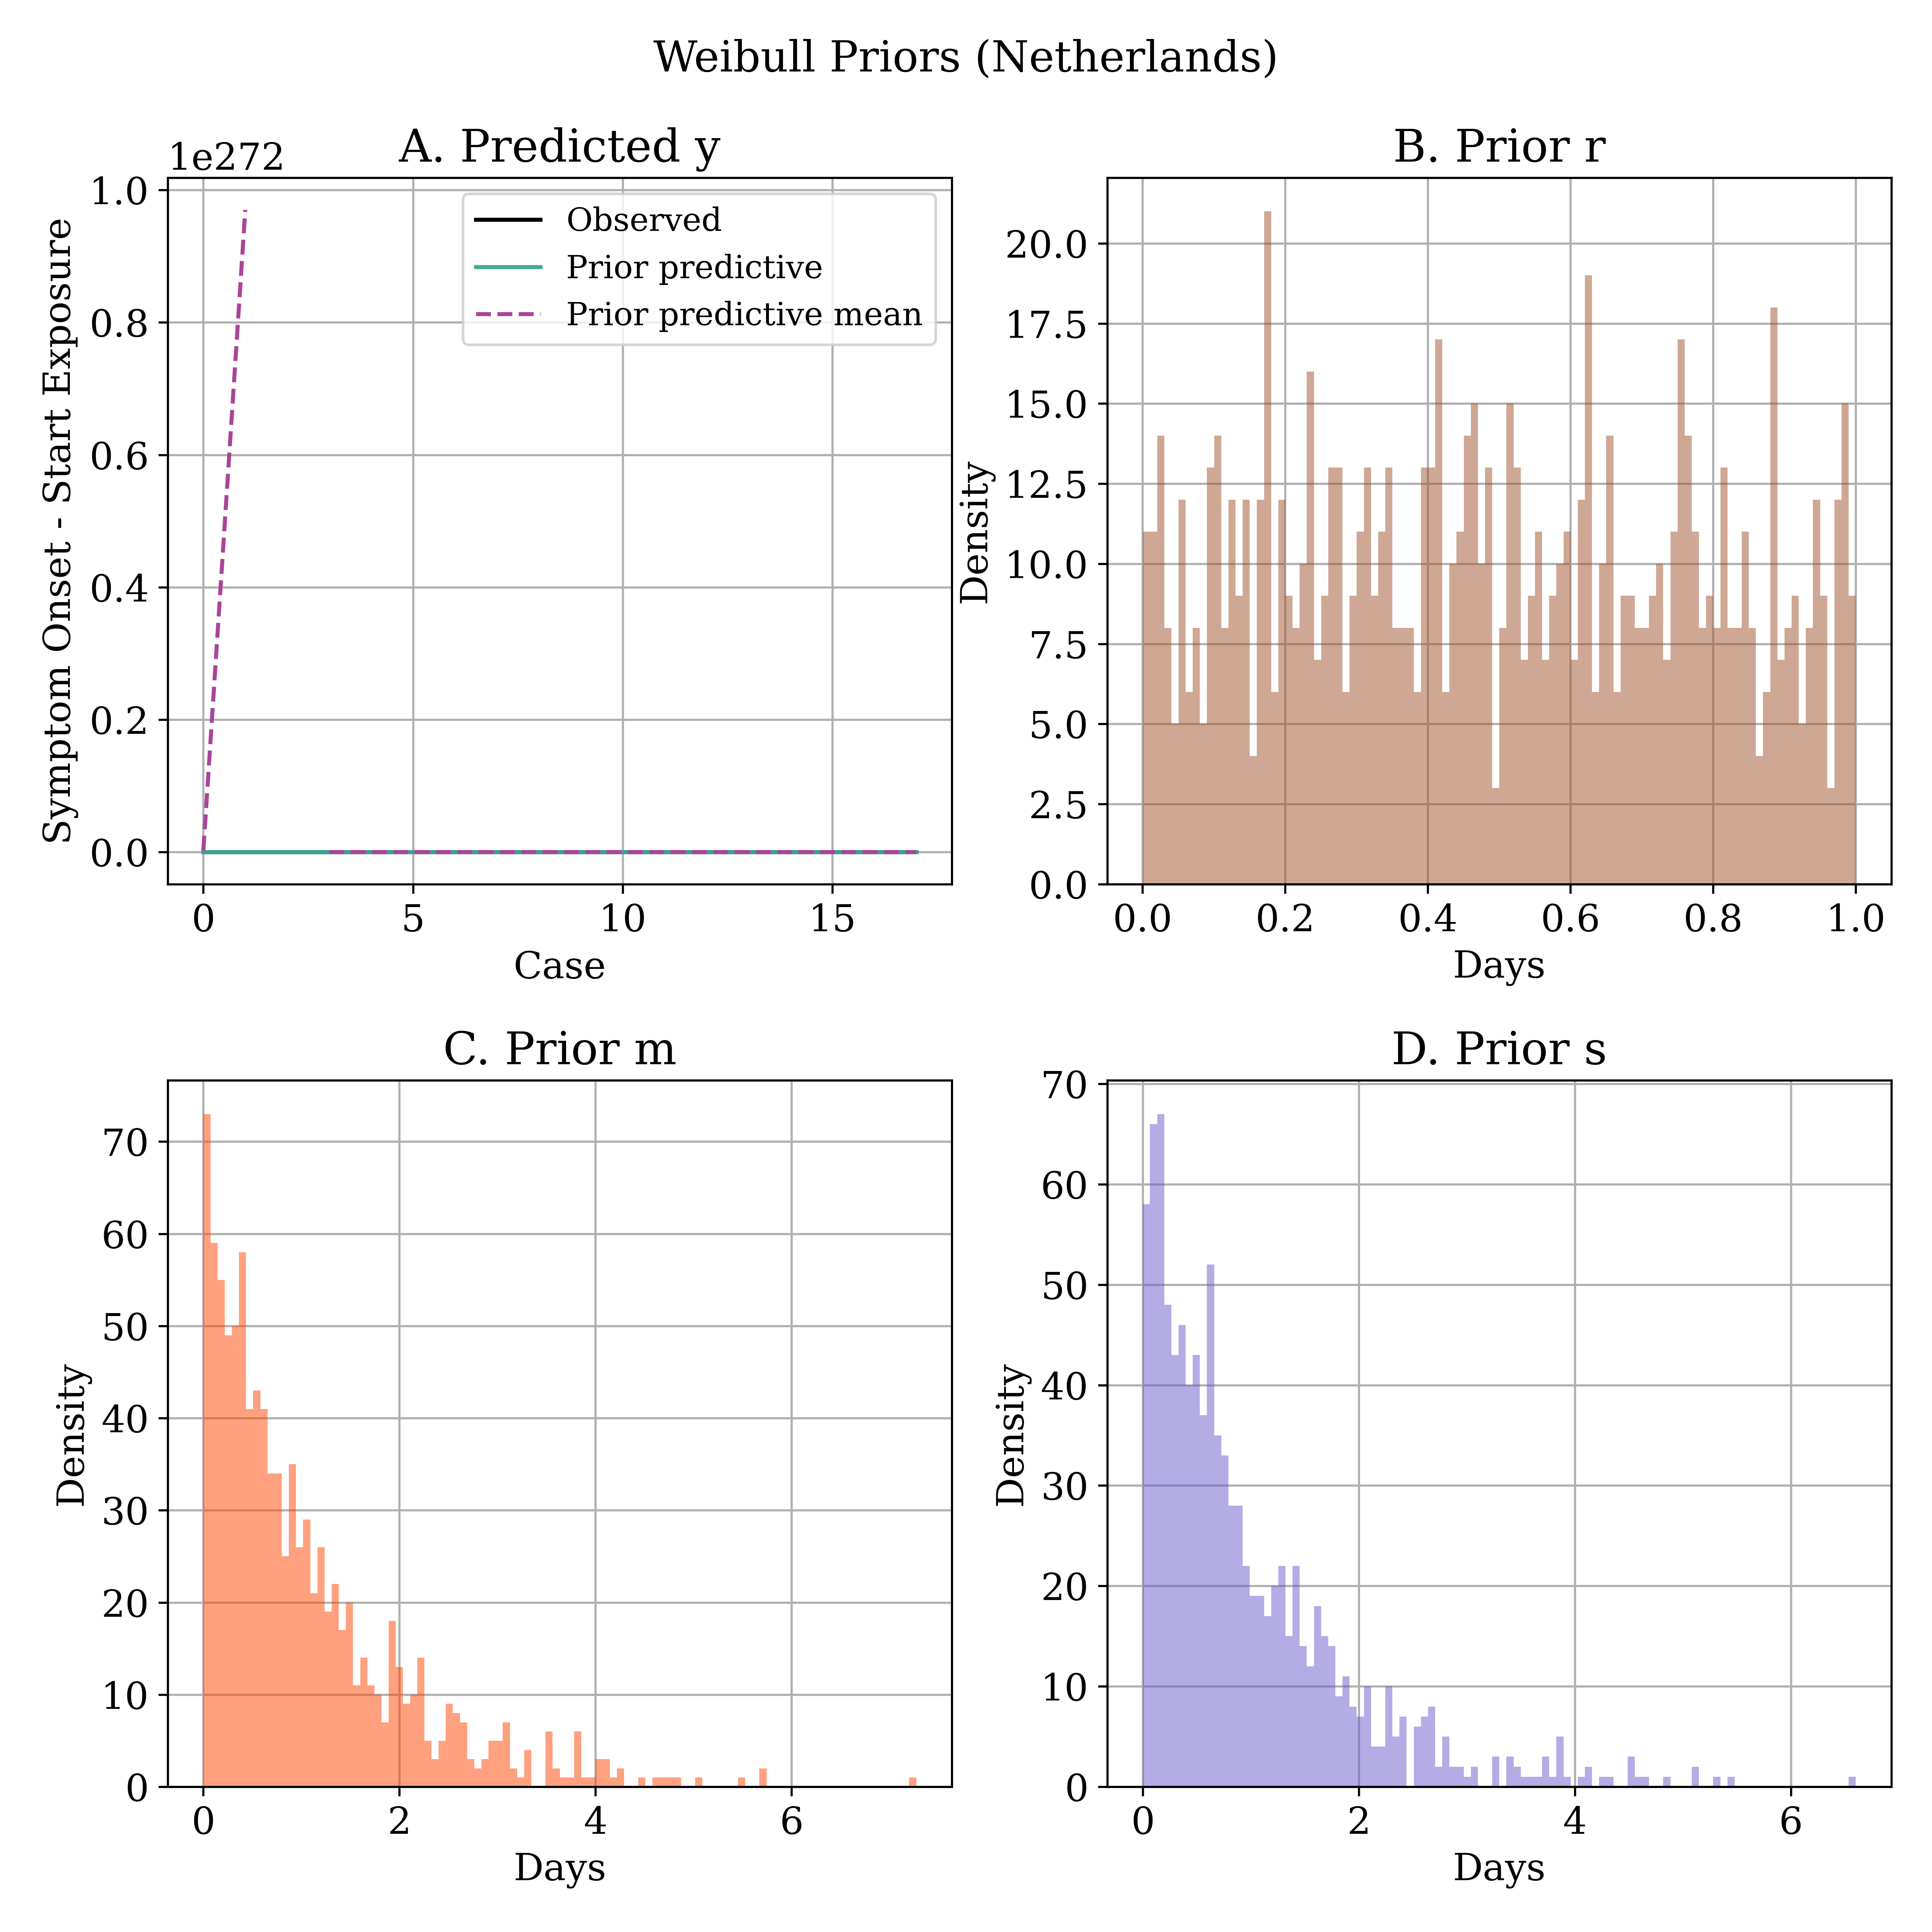 Weibull Priors (Netherlands)
A. Predicted y
1e272
1.0
0.8
0.6
0.4
0.2
0.0
Symptom Onset - Start Exposure
Observed
Prior predictive
Prior predictive mean
0 5 10 15
Case
B. Prior r
20.0
17.5
15.0
12.5
10.0
7.5
5.0
2.5
0.0
Density
0.0 0.2 0.4 0.6 0.8 1.0
Days
C. Prior m
70
60
50
40
30
20
10
0
Density
0 2 4 6
Days
D. Prior s
70
60
50
40
30
20
10
0
Density
0 2 4 6
Days